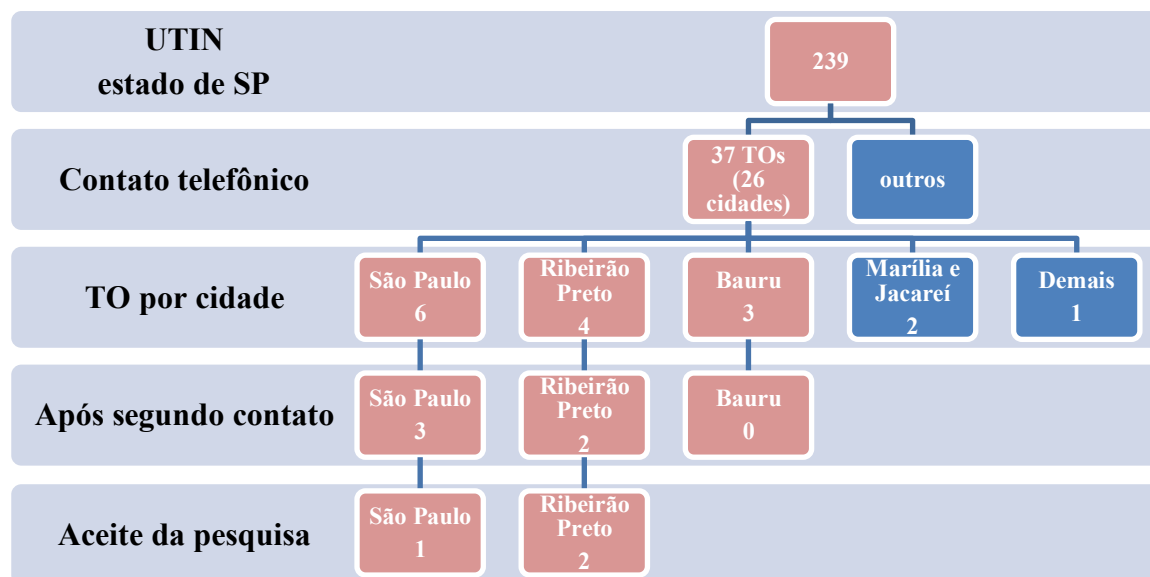 UTIN
estado de SP
239
Contato telefônico
37 TOs
(26
cidades)
outros
TO por cidade
São Paulo
6
Ribeirão
Preto
4
Bauru
3
Marília e
Jacareí
2
Demais
1
Após segundo contato
São Paulo
3
Ribeirão
Preto
2
Bauru
0
Aceite da pesquisa
São Paulo
1
Ribeirão
Preto
2